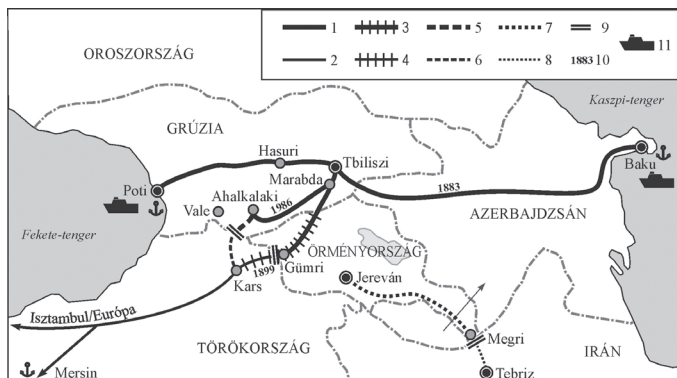 1
3
5
7
9
11
2
4
6
8
1883 10
OROSZORSZÁG
Kaszpi-tenger
GRÚZIA
Hasuri
Tbiliszi
Baku
Poti
Marabda
1883
Ahalkalaki
1986
Vale
AZERBAJDZSÁN
Fekete-tenger
ÖRMÉNYORSZÁG
Gümri
1899
Kars
Jereván
Isztambul/Európa
Megri
IRÁN
TÖRÖKORSZÁG
Mersin
Tebriz